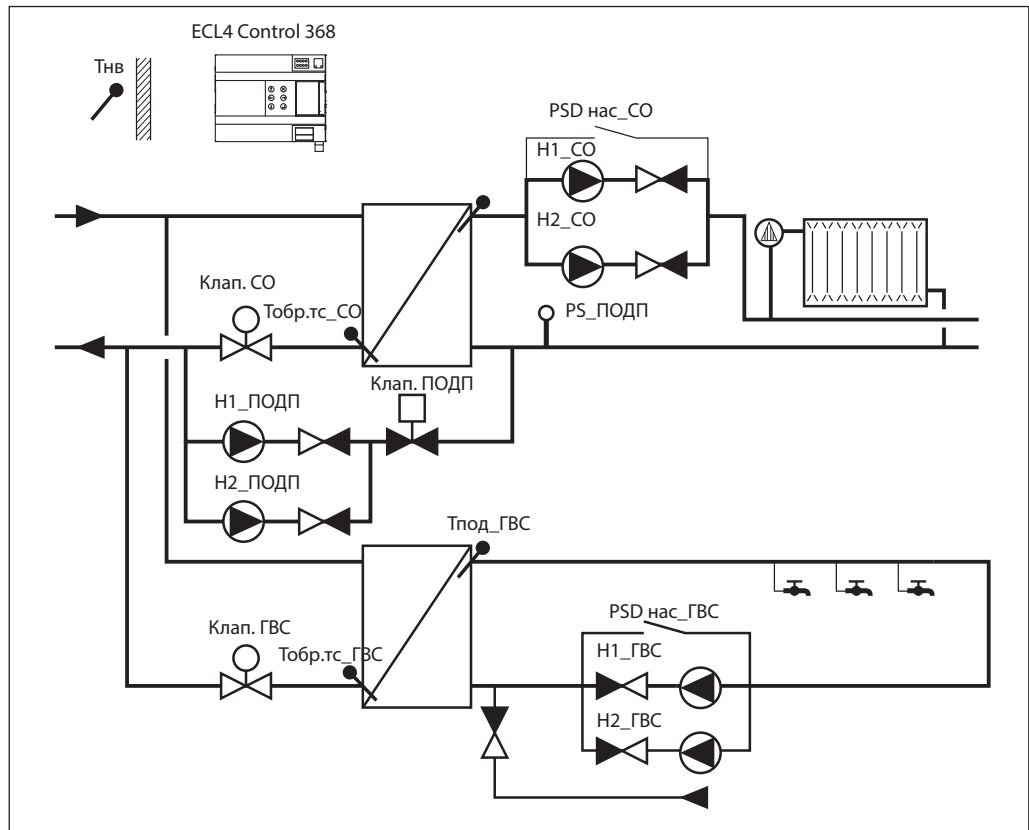 ECL4 Control 368
Тнв
PSD нас_СО
Н1_СО
Н2_СО
Клап. СО
Тобр.тс_СО
PS_ПОДП
Клап. ПОДП
Н1_ПОДП
Н2_ПОДП
Тпод_ГВС
PSD нас_ГВС
Клап. ГВС
Тобр.тс_ГВС
Н1_ГВС
Н2_ГВС